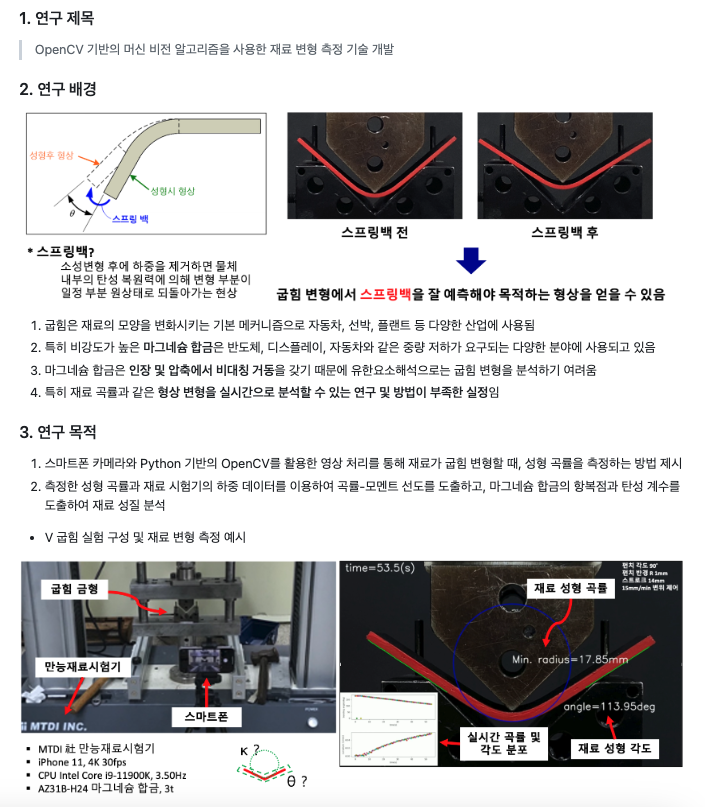 1. 연구 제목
OpenCV 기반의 머신 비전 알고리즘을 사용한 재료 변형 측정 기술 개발
2. 연구 배경
성형후 형상
성형시 형상
θ
스프링 백
스프링백 전
스프링백 후
* 스프링백?
소성변형 후에 하중을 제거하면 물체
내부의 탄성 복원력에 의해 변형 부분이
일정 부분 원상태로 되돌아가는 현상
굽힘 변형에서 스프링백을 잘 예측해야 목적하는 형상을 얻을 수 있음
1. 굽힘은 재료의 모양을 변화시키는 기본 메커니즘으로 자동차, 선박, 플랜트 등 다양한 산업에 사용됨
2. 특히 비강도가 높은 마그네슘 합금은 반도체, 디스플레이, 자동차와 같은 중량 저하가 요구되는 다양한 분야에 사용되고 있음
3. 마그네슘 합금은 인장 및 압축에서 비대칭 거동을 갖기 때문에 유한요소해석으로는 굽힘 변형을 분석하기 여려움
4. 특히 재료 곡률과 같은 형상 변형을 실시간으로 분석할 수 있는 연구 및 방법이 부족한 실정임
3. 연구 목적
1. 스마트폰 카메라와 Python 기반의 OpenCV를 활용한 영상 처리를 통해 재료가 굽힘 변형할 때, 성형 곡률을 측정하는 방법 제시
2. 측정한 성형 곡률과 재료 시험기의 하중 데이터를 이용하여 곡률-모멘트 선도를 도출하고, 마그네슘 합금의 항복점과 탄성 계수를
도출하여 재료 성질 분석
• V 굽힘 실험 구성 및 재료 변형 측정 예시
굽힘 금형
만능재료시험기
스마트폰
MTDI INC.
▪ MTDI 社 만능재료시험기
▪ iPhone 11, 4K 30fps
▪ CPU Intel Core i9-11900K, 3.50Hz
▪ AZ31B-H24 마그네슘 합금, 3t
K ?
θ ?
time=53.5(s)
펀치 각도 90˚
펀치 반경 R 1mm
스트로크 14mm
15mm/min 변위 제어
재료 성형 곡률
Min. radius=17.85mm
angle=113.95deg
실시간 곡률 및
각도 분포
재료 성형 각도